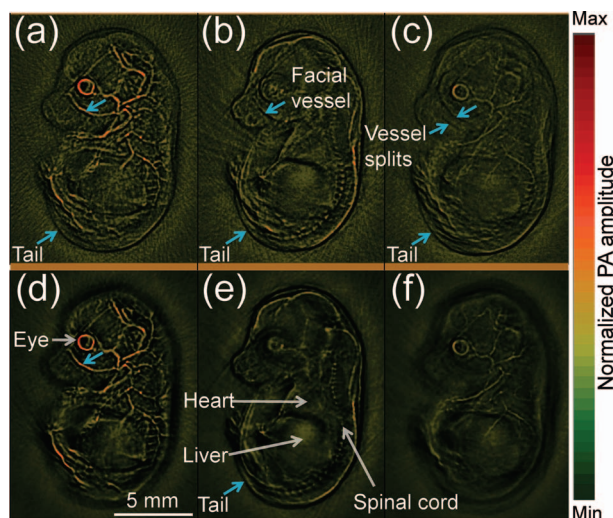 (a)
(b)
(c)
Max
Facial
vessel
Vessel
splits
Tail
Tail
Normalized PA amplitude
(d)
(e)
(f)
Eye
Heart
Liver
Tail
Spinal cord
5 mm
Min